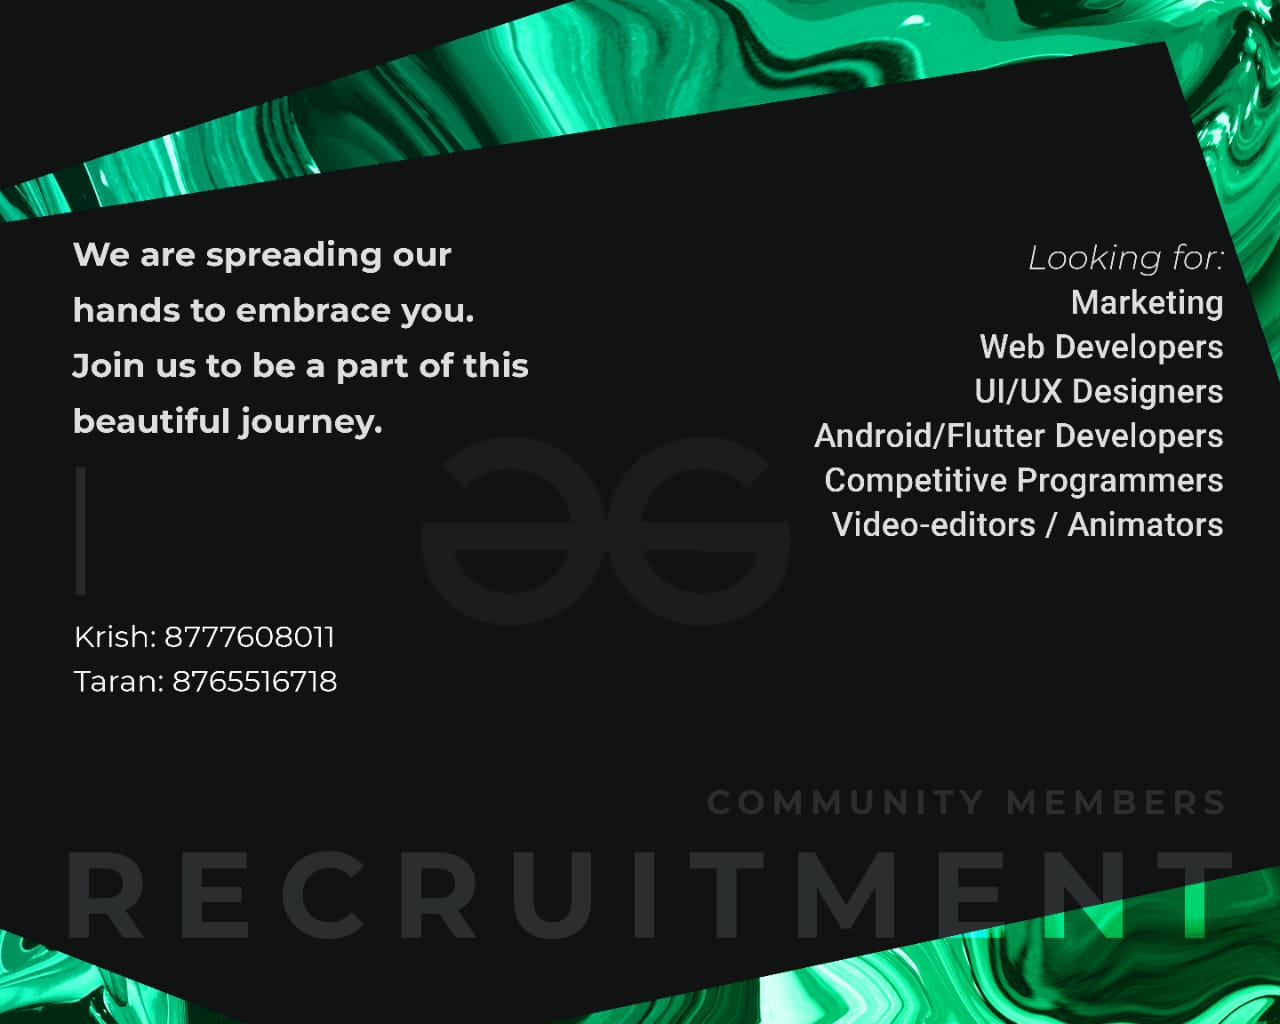 We are spreading our
hands to embrace you.
Join us to be a part of this
beautiful journey.
Krish: 8777608011
Taran: 8765516718
Looking for:
Marketing
Web Developers
UI/UX Designers
Android/Flutter Developers
Competitive Programmers
Video-editors / Animators
COMMUNITY MEMBERS
RECRUITMENT